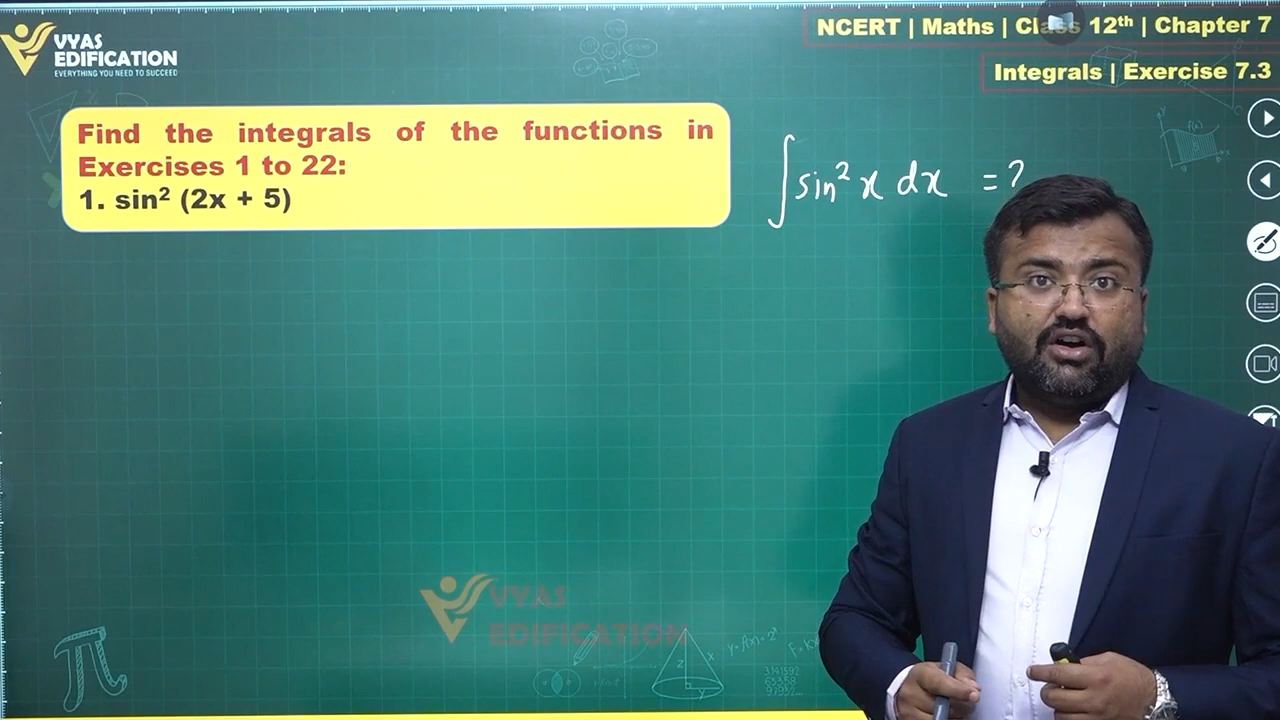 VYAS
EDIFICATION
EVERYTHING YOU NEED TO SUCCEED
NCERT | Maths | Class 12th | Chapter 7
Integrals | Exercise 7.3
Find the integrals of the functions in
Exercises 1 to 22:
1. sin² (2x + 5)
∫sin² x dx = ?
VYAS
EDIFICATION